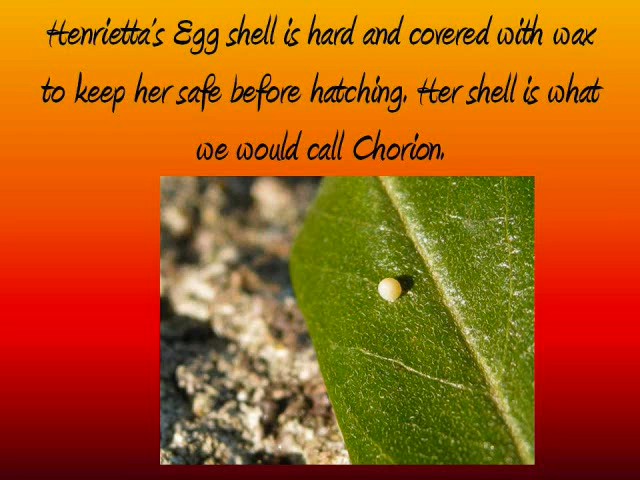 Henrietta's Egg shell is hard and covered with wax
to keep her safe before hatching. Her shell is what
we would call Chorion.